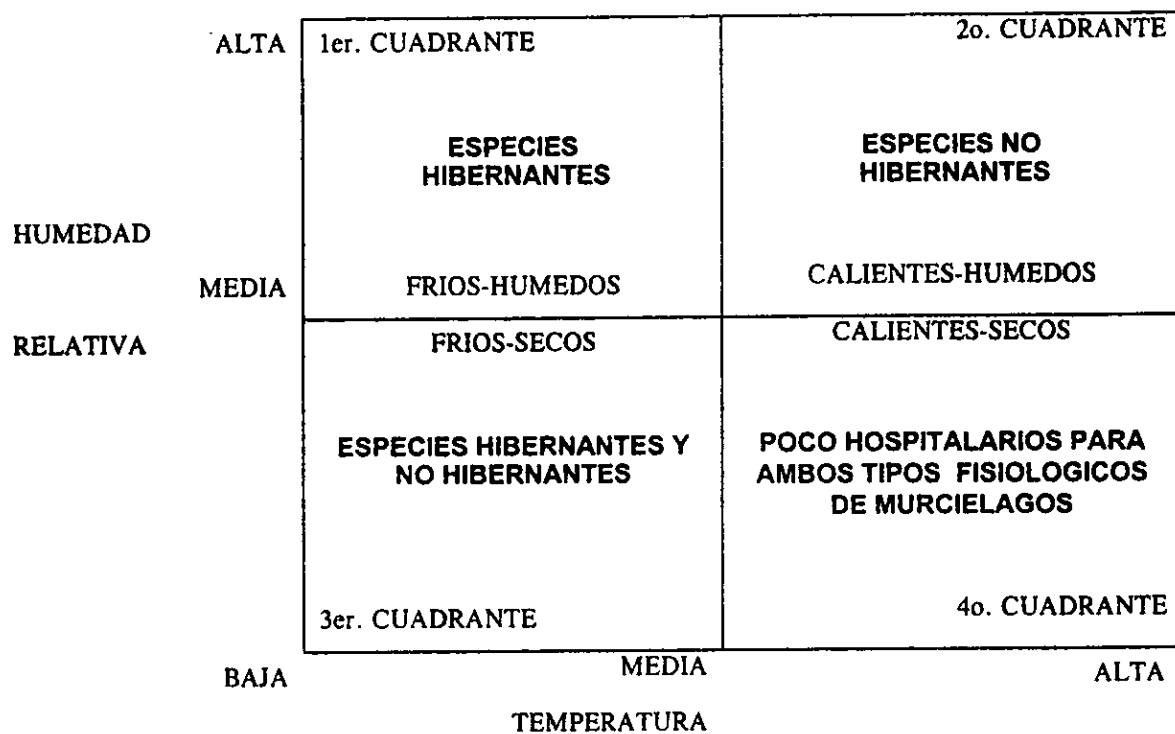 ALTA
1er. CUADRANTE
2o. CUADRANTE
ESPECIES
HIBERNANTES
ESPECIES NO
HIBERNANTES
HUMEDAD
MEDIA
FRIOS-HUMEDOS
CALIENTES-HUMEDOS
RELATIVA
FRIOS-SECOS
CALIENTES-SECOS
ESPECIES HIBERNANTES Y
NO HIBERNANTES
POCO HOSPITALARIOS PARA
AMBOS TIPOS FISIOLOGICOS
DE MURCIELAGOS
3er. CUADRANTE
4o. CUADRANTE
BAJA
MEDIA
ALTA
TEMPERATURA